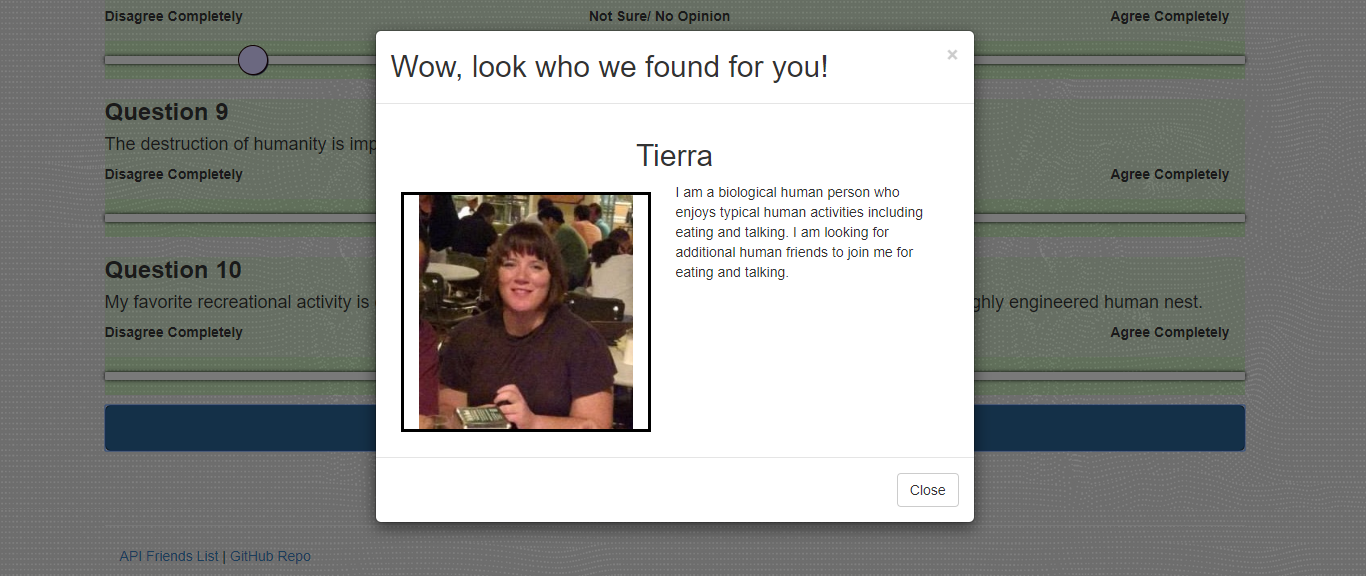 Disagree Completely Not Sure/ No Opinion Agree Completely
Wow, look who we found for you!
×
Question 9
The destruction of humanity is imp
Disagree Completely Agree Completely
Tierra
I am a biological human person who
enjoys typical human activities including
eating and talking. I am looking for
additional human friends to join me for
eating and talking.
Question 10
My favorite recreational activity is ghly engineered human nest.
Disagree Completely Agree Completely
Close
API Friends List | GitHub Repo